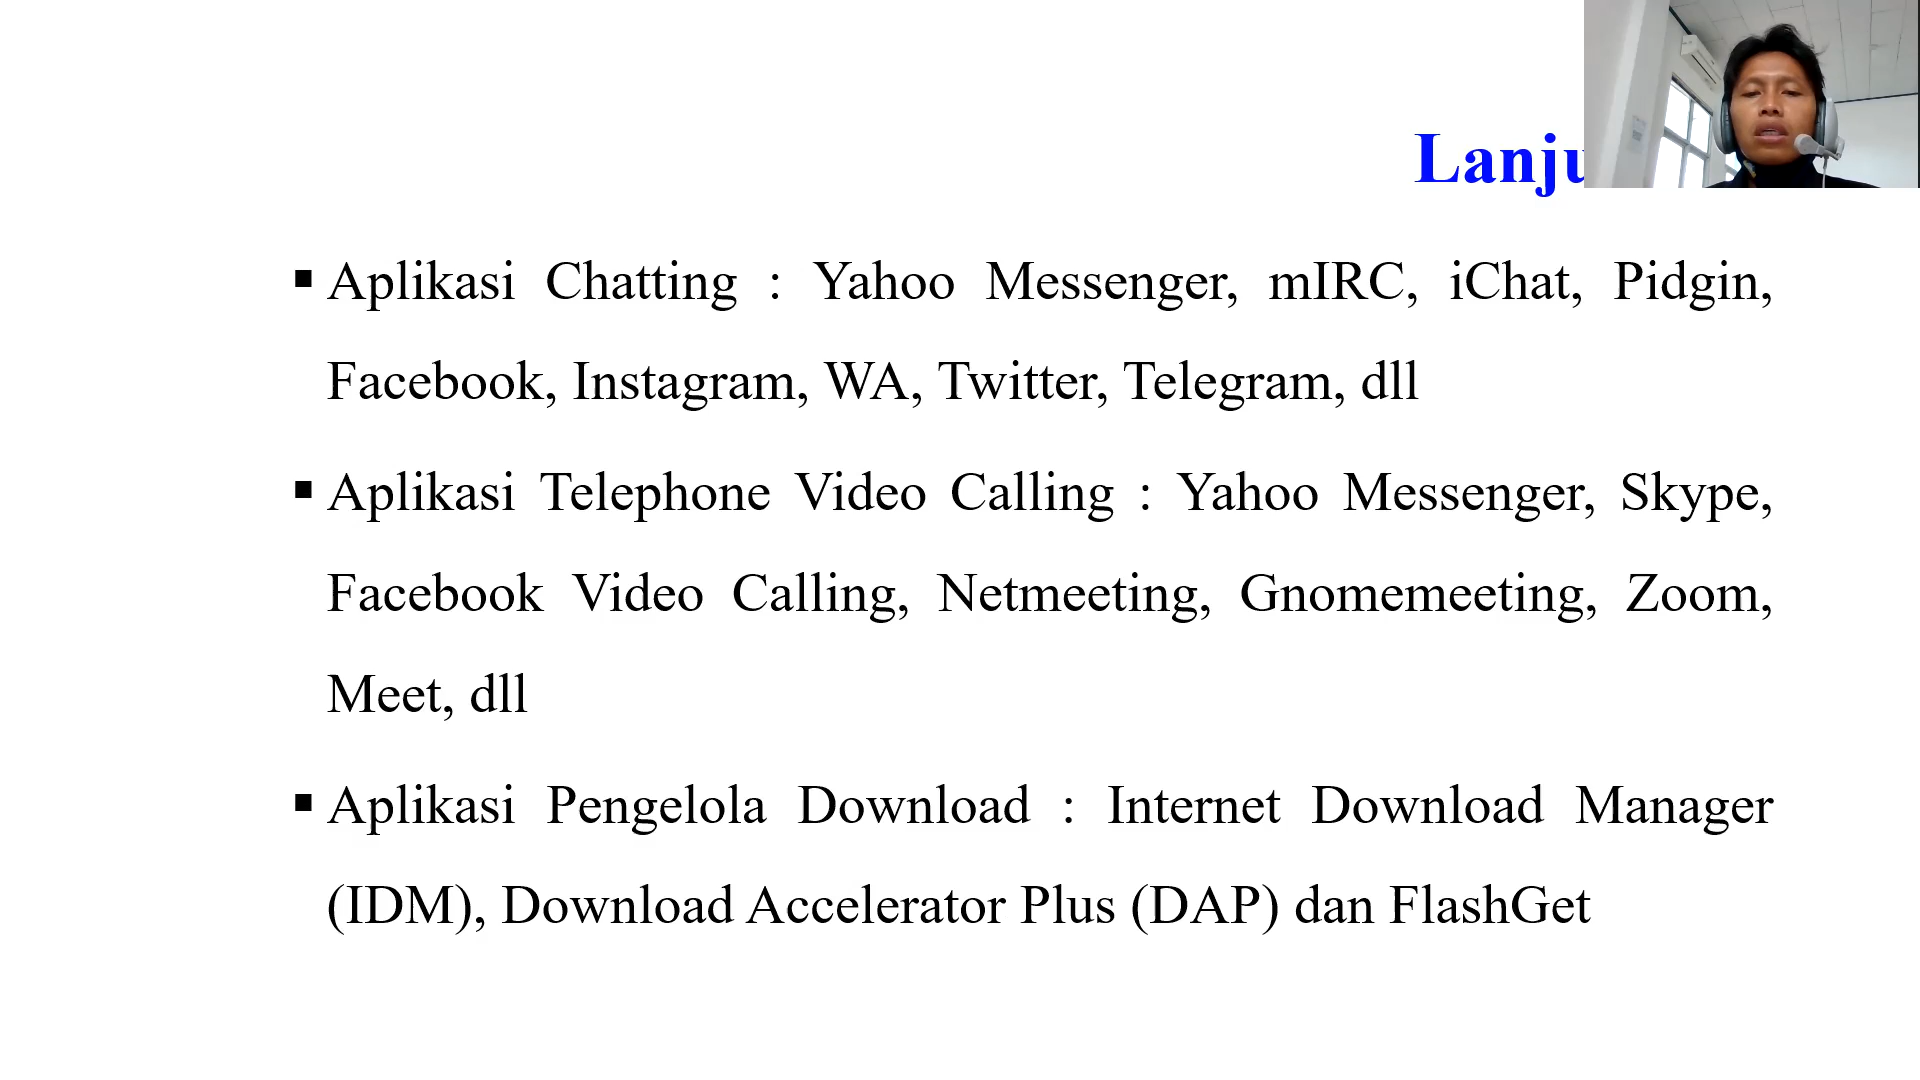 ▪ Aplikasi Chatting : Yahoo Messenger, mIRC, iChat, Pidgin,
Facebook, Instagram, WA, Twitter, Telegram, dll
▪ Aplikasi Telephone Video Calling : Yahoo Messenger, Skype,
Facebook Video Calling, Netmeeting, Gnomemeeting, Zoom,
Meet, dll
▪ Aplikasi Pengelola Download : Internet Download Manager
(IDM), Download Accelerator Plus (DAP) dan FlashGet